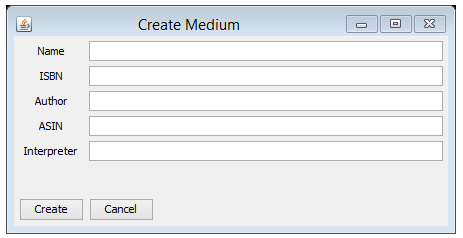 Create Medium
Name
ISBN
Author
ASIN
Interpreter
Create Cancel